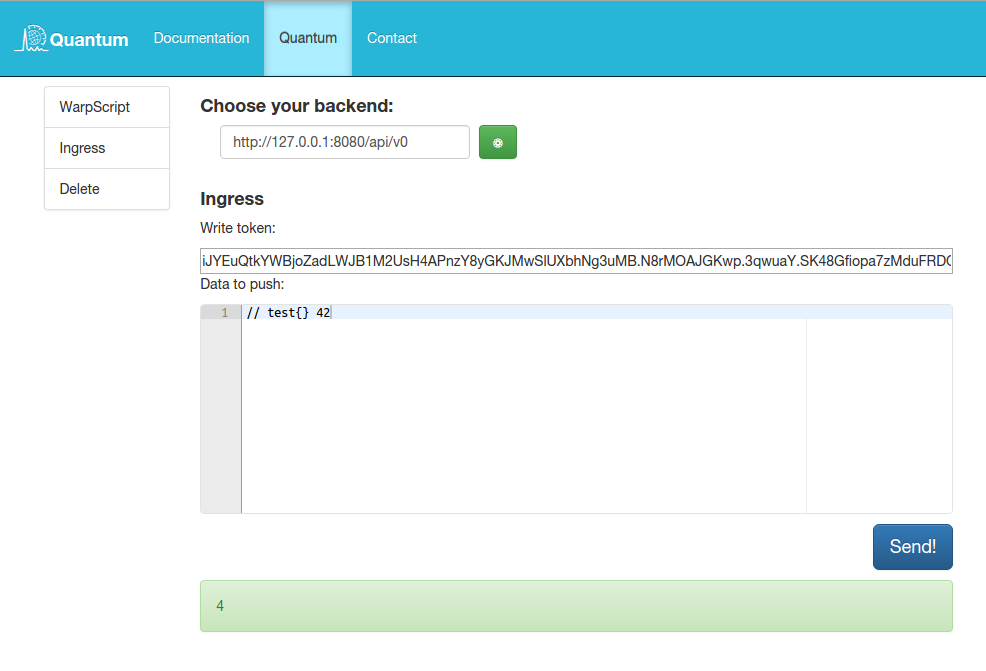 Quantum Documentation Quantum Contact
WarpScript
Ingress
Delete
Choose your backend:
http://127.0.0.1:8080/api/v0
Ingress
Write token:
iJYEuQtkYWBjoZadLWJB1M2UsH4APnzY8yGKJMwSlUXbhNg3uMB.N8rMOAJGKwp.3qwuaY.SK48Gfiopa7zMduFRD
Data to push:
1 // test{} 42
Send!
4